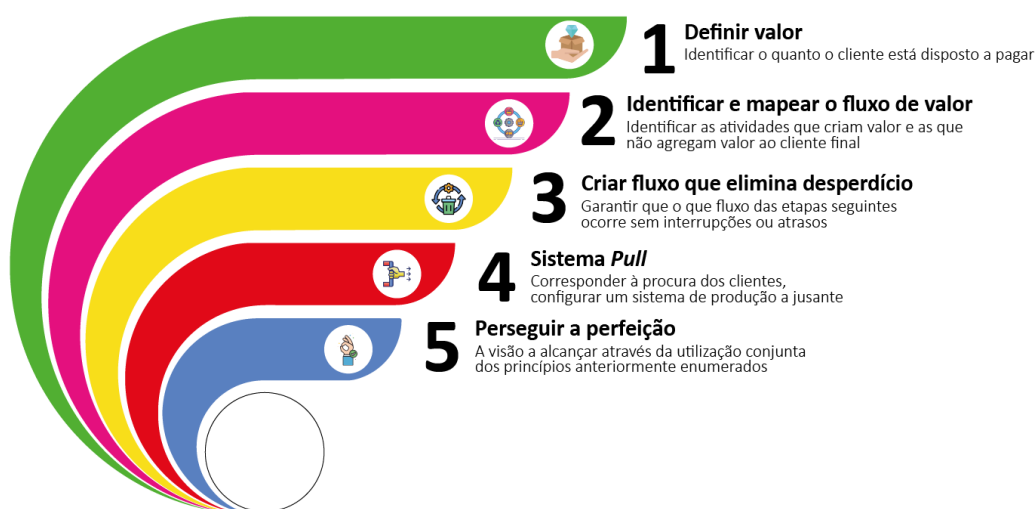 1 Definir valor
Identificar o quanto o cliente está disposto a pagar
2 Identificar e mapear o fluxo de valor
Identificar as atividades que criam valor e as que
não agregam valor ao cliente final
3 Criar fluxo que elimina desperdício
Garantir que o que fluxo das etapas seguintes
ocorre sem interrupções ou atrasos
4 Sistema Pull
Corresponder à procura dos clientes,
configurar um sistema de produção a jusante
5 Perseguir a perfeição
A visão a alcançar através da utilização conjunta
dos princípios anteriormente enumerados